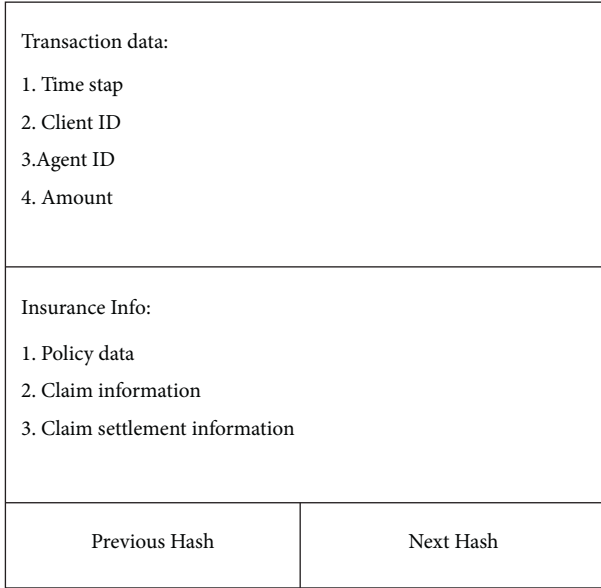 Transaction data:
1. Time stap
2. Client ID
3.Agent ID
4. Amount
Insurance Info:
1. Policy data
2. Claim information
3. Claim settlement information
Previous Hash
Next Hash